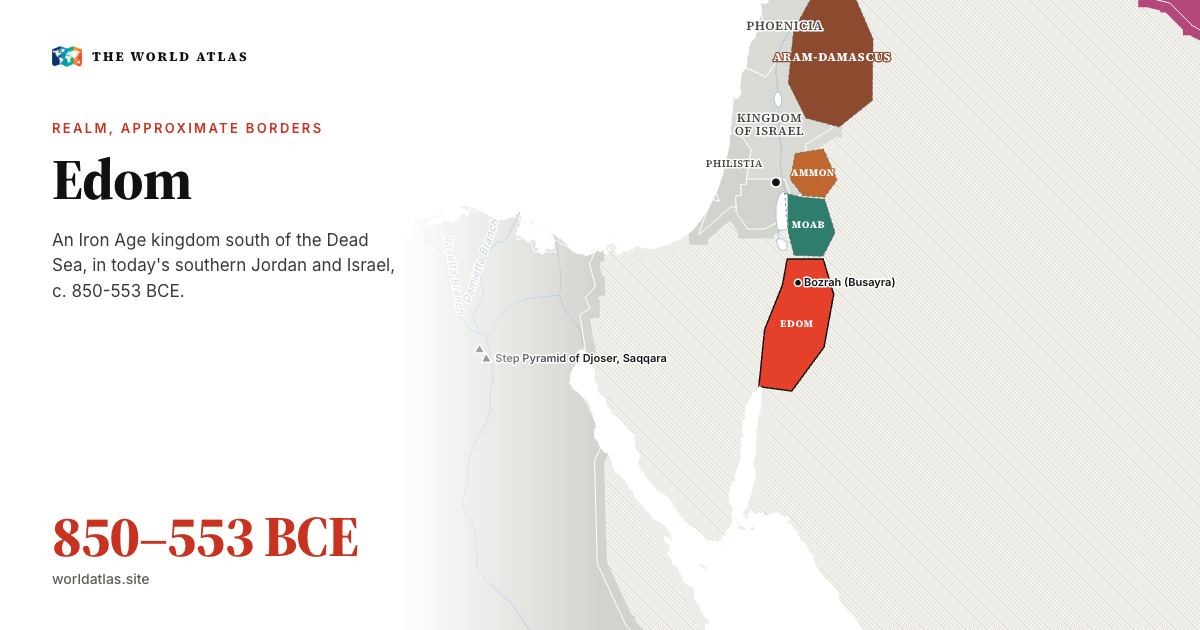 THE WORLD ATLAS
REALM, APPROXIMATE BORDERS
Edom
An Iron Age kingdom south of the Dead
Sea, in today's southern Jordan and Israel,
c. 850-553 BCE.
850–553 BCE
worldatlas.site
PHOENICIA
ARAM-DAMASCUS
KINGDOM
OF ISRAEL
PHILISTIA
AMMON
MOAB
Bozrah (Busayra)
EDOM
Rosetta Branch
Damietta Branch
Step Pyramid of Djoser, Saqqara